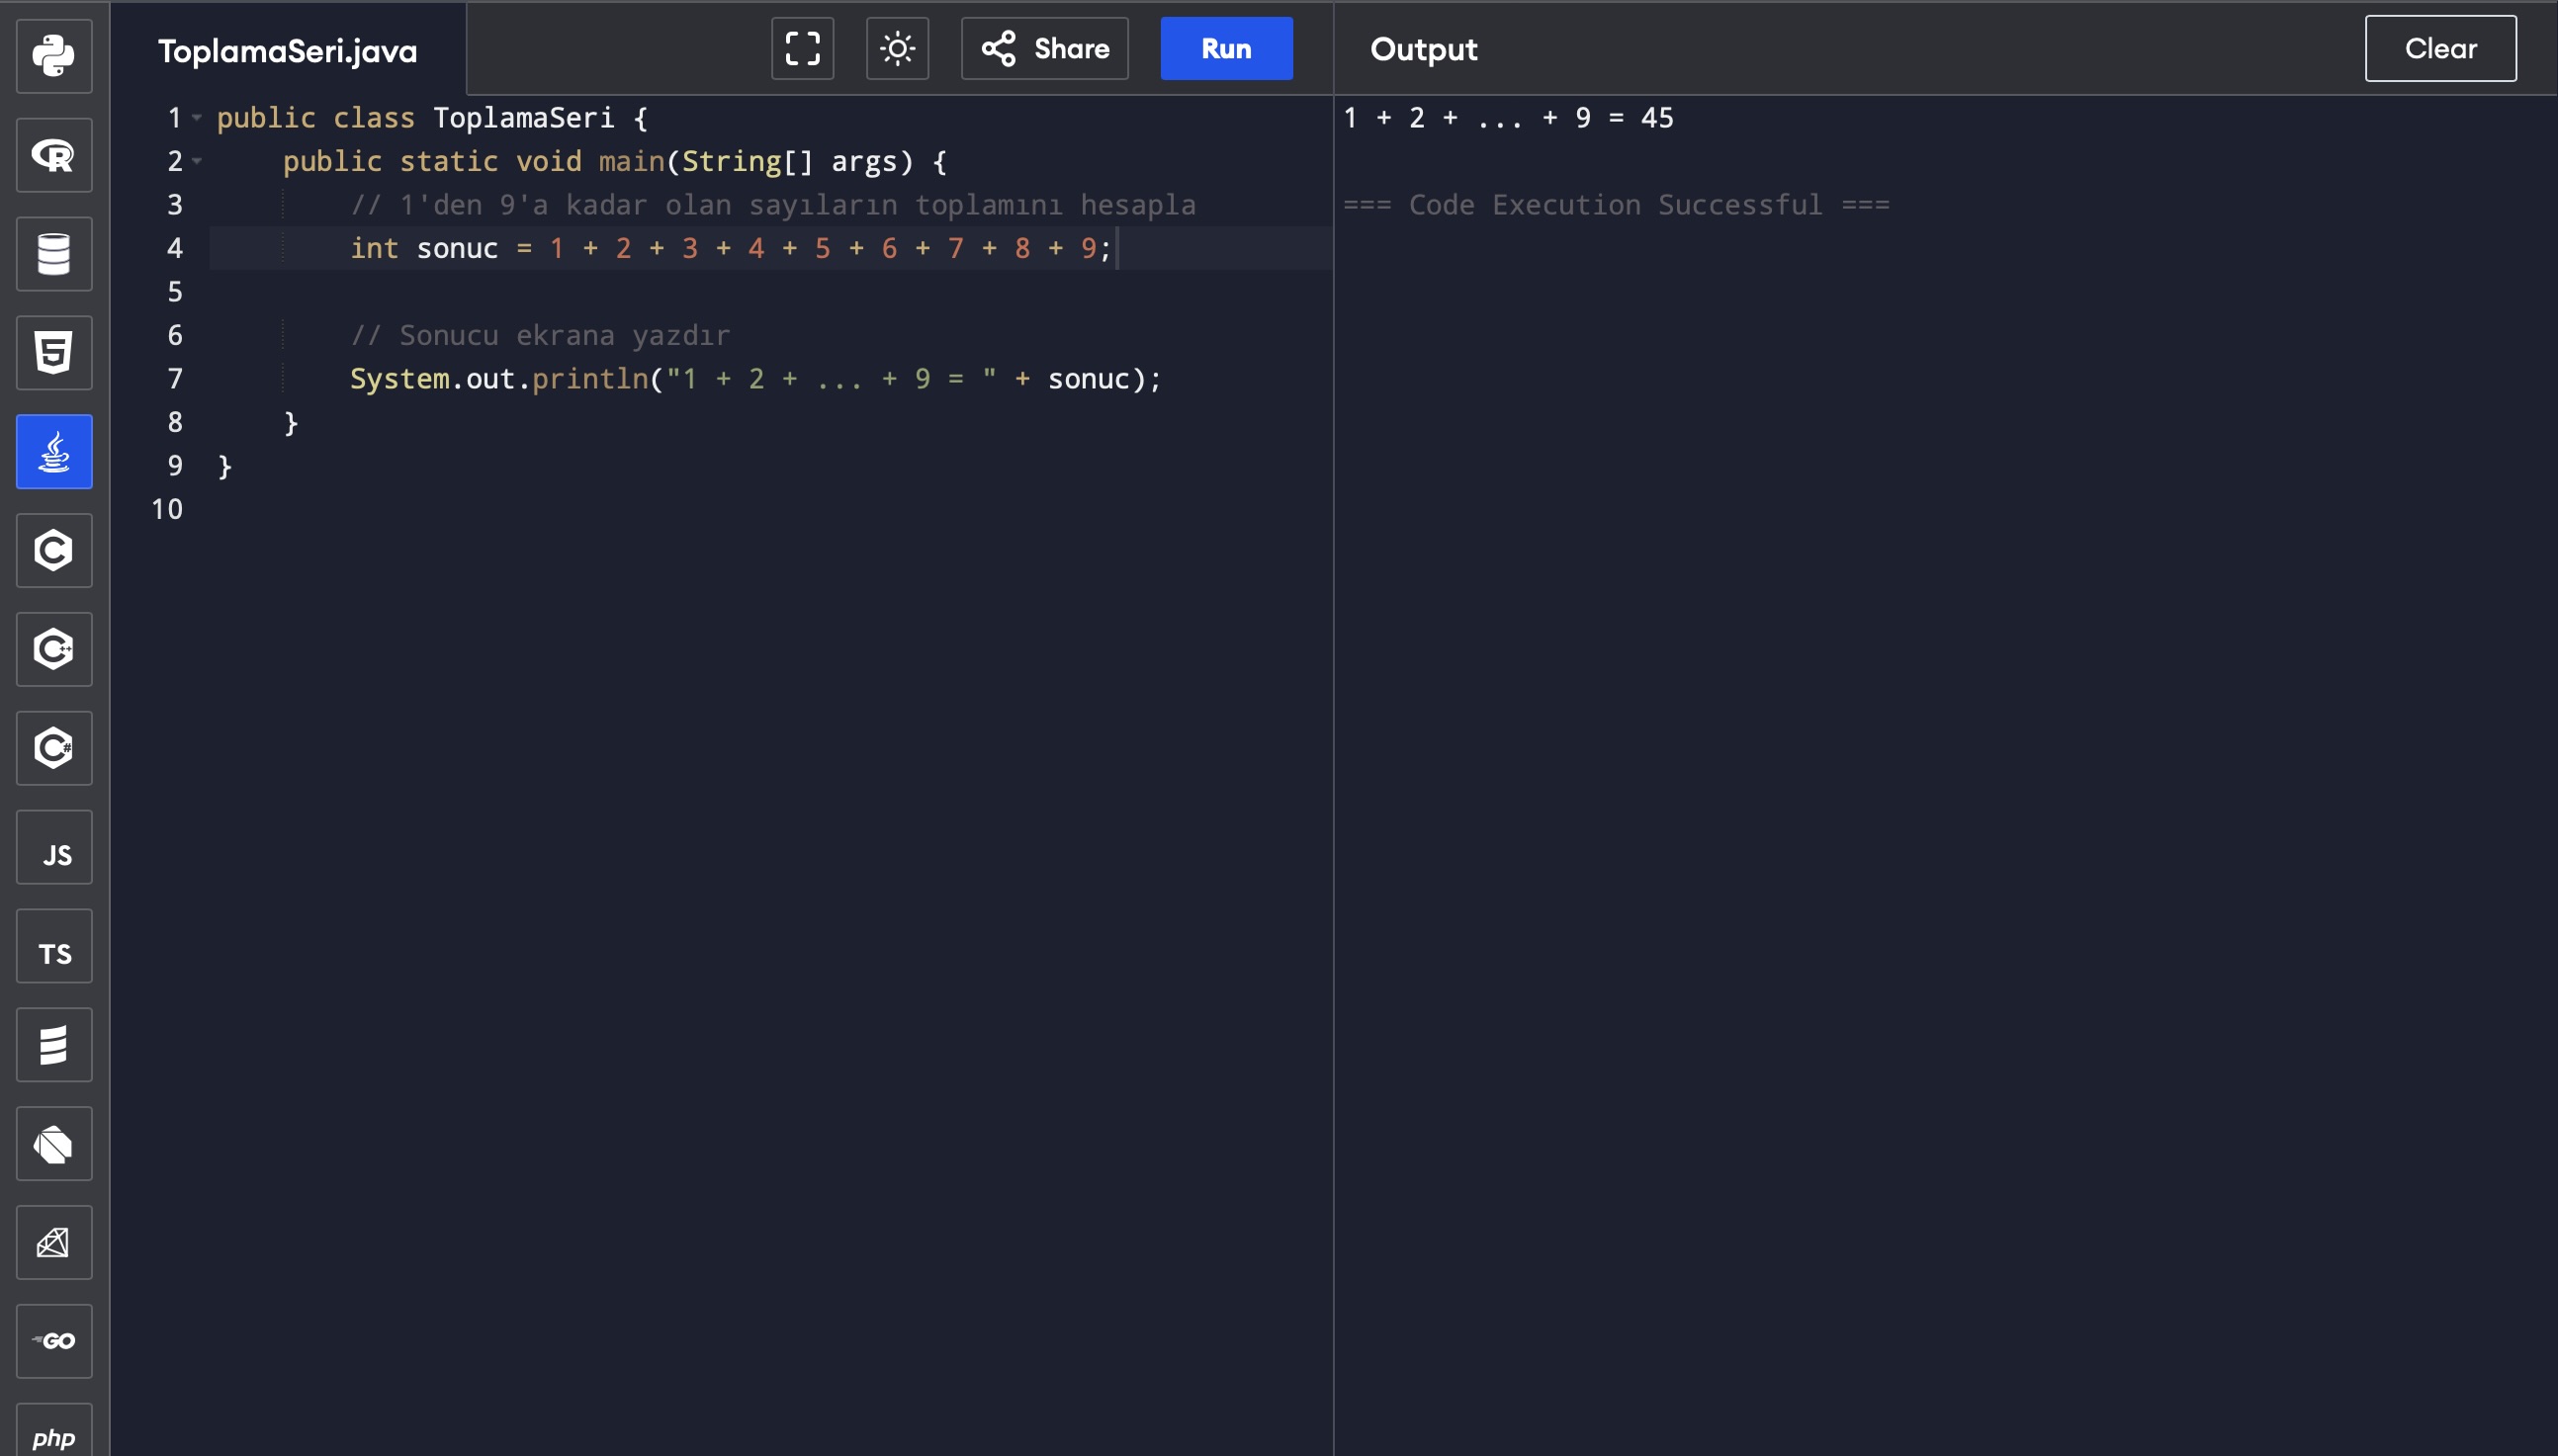 ToplamaSeri.java
Share
Run
Output
Clear
1 public class ToplamaSeri {
2 public static void main(String[] args) {
3 // 1'den 9'a kadar olan sayıların toplamını hesapla
4 int sonuc = 1 + 2 + 3 + 4 + 5 + 6 + 7 + 8 + 9;
5
6 // Sonucu ekrana yazdır
7 System.out.println("1 + 2 + ... + 9 = " + sonuc);
8 }
9 }
10
1 + 2 + ... + 9 = 45
=== Code Execution Successful ===
R
5
C
C++
C#
JS
TS
GO
php